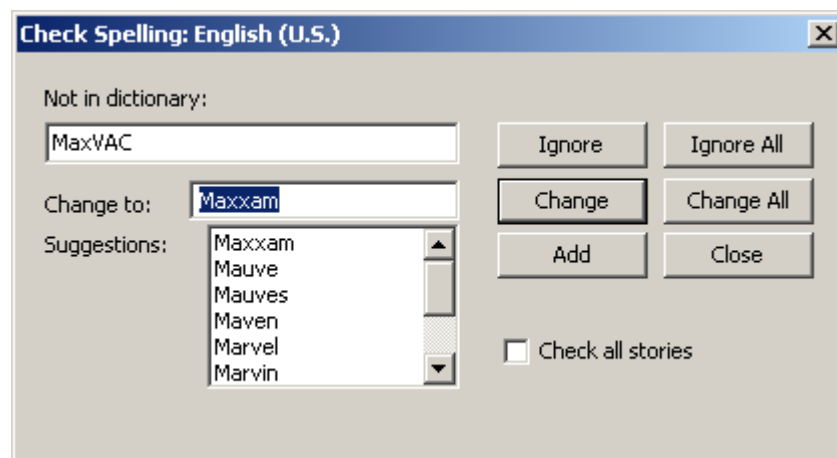 Check Spelling: English (U.S.)
Not in dictionary:
MaxVAC
Ignore
Ignore All
Change to:
Maxxam
Change
Change All
Suggestions:
Maxxam
Mauve
Mauves
Maven
Marvel
Marvin
Add
Close
Check all stories